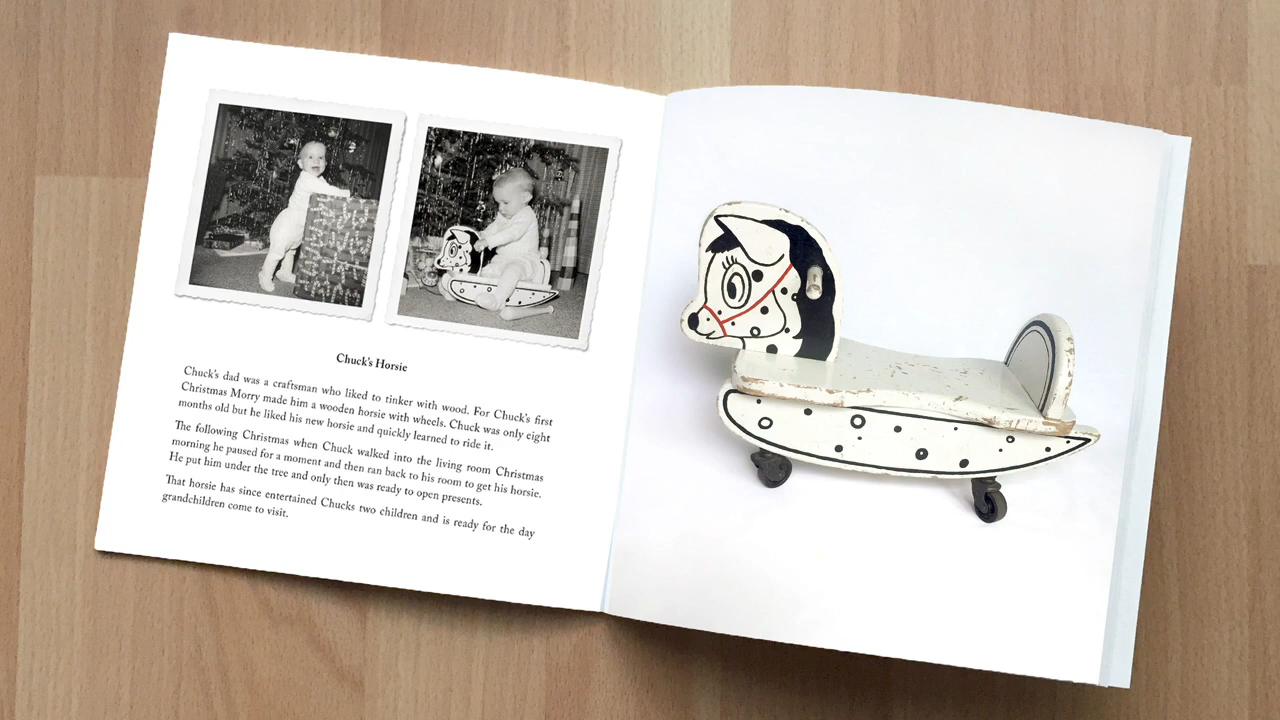 Chuck's Horsie
Chuck's dad was a craftsman who liked to tinker with wood. For Chuck's first
Christmas Morry made him a wooden horsie with wheels. Chuck was only eight
months old but he liked his new horsie and quickly learned to ride it.
The following Christmas when Chuck walked into the living room Christmas
morning he paused for a moment and then ran back to his room to get his horsie.
He put him under the tree and only then was ready to open presents.
That horsie has since entertained Chucks two children and is ready for the day
grandchildren come to visit.